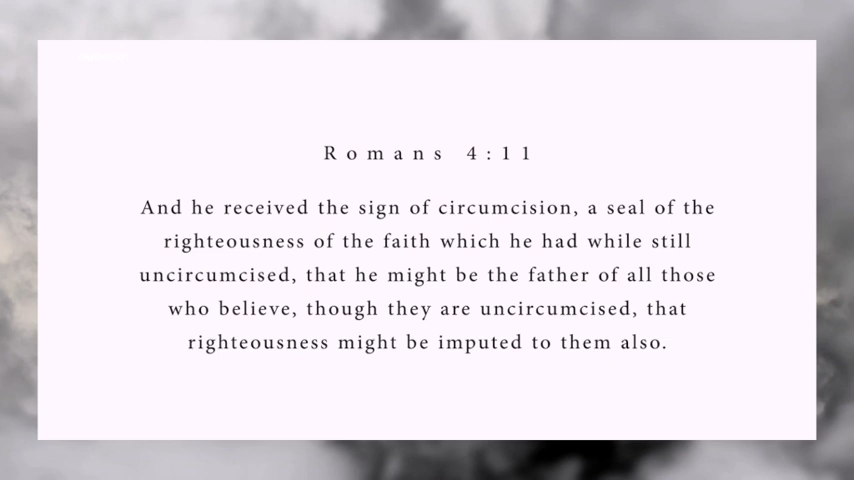 Romans 4:11
And he received the sign of circumcision, a seal of the
righteousness of the faith which he had while still
uncircumcised, that he might be the father of all those
who believe, though they are uncircumcised, that
righteousness might be imputed to them also.